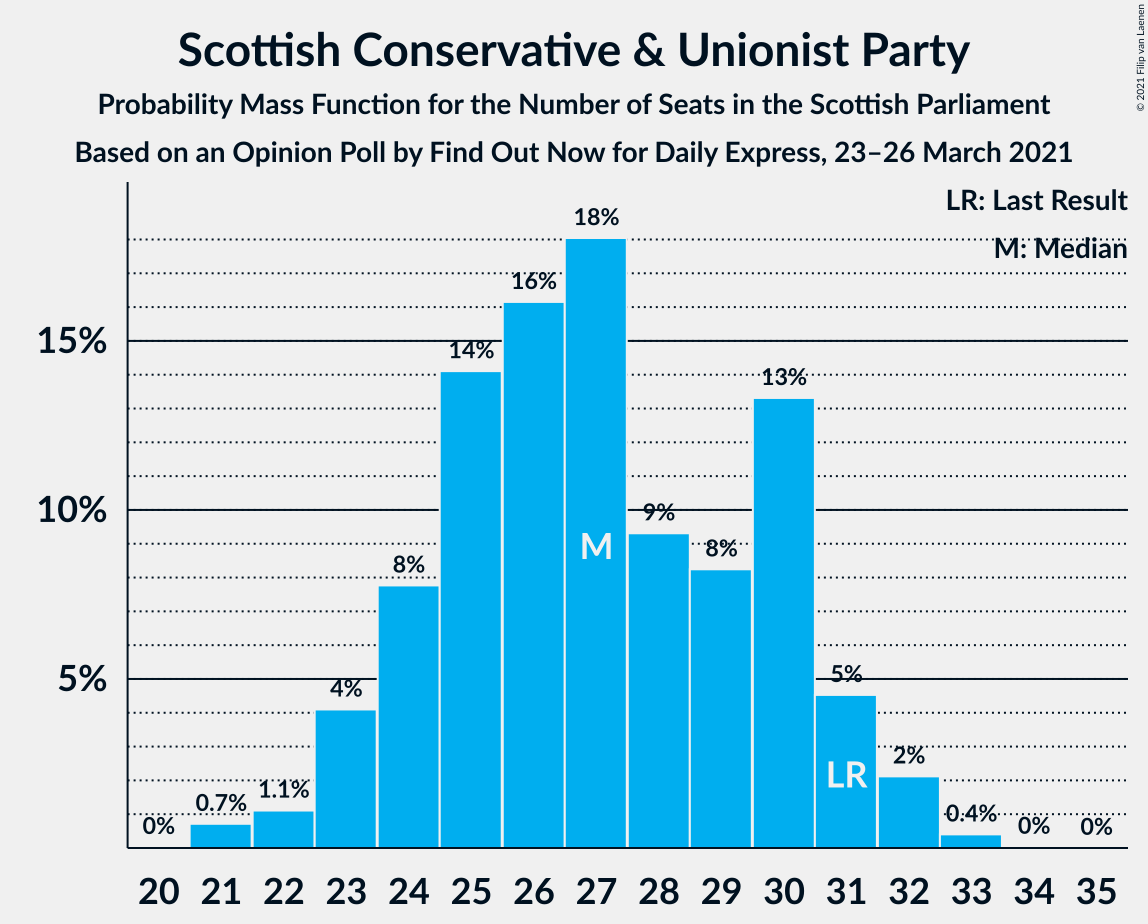 Scottish Conservative & Unionist Party
Probability Mass Function for the Number of Seats in the Scottish Parliament
Based on an Opinion Poll by Find Out Now for Daily Express, 23–26 March 2021
© 2021 Filip van Laenen
LR: Last Result
M: Median
15%
10%
5%
0%
0.7%
1.1%
4%
8%
14%
16%
18%
9%
8%
13%
5%
2%
0.4%
0%
0%
M
LR
20 21 22 23 24 25 26 27 28 29 30 31 32 33 34 35